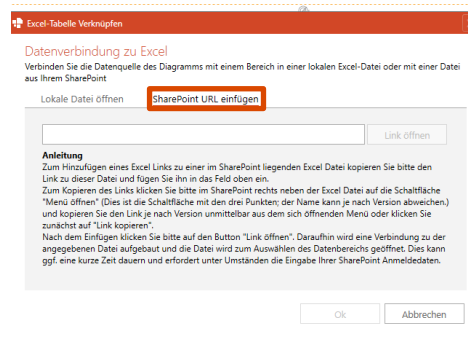 Excel-Tabelle Verknüpfen
Datenverbindung zu Excel
Verbinden Sie die Datenquelle des Diagramms mit einem Bereich in einer lokalen Excel-Datei oder mit einer Datei
aus Ihrem SharePoint
Lokale Datei öffnen SharePoint URL einfügen
Link öffnen
Anleitung
Zum Hinzufügen eines Excel Links zu einer im SharePoint liegenden Excel Datei kopieren Sie bitte den
Link zu dieser Datei und fügen Sie ihn in das Feld oben ein.
Zum Kopieren des Links klicken Sie bitte im SharePoint rechts neben der Excel Datei auf die Schaltfläche
"Menü öffnen" (Dies ist die Schaltfläche mit den drei Punkten; der Name kann je nach Version abweichen.)
und kopieren Sie den Link je nach Version unmittelbar aus dem sich öffnenden Menü oder klicken Sie
zunächst auf "Link kopieren".
Nach dem Einfügen klicken Sie bitte auf den Button "Link öffnen". Daraufhin wird eine Verbindung zu der
angegebenen Datei aufgebaut und die Datei wird zum Auswählen des Datenbereichs geöffnet. Dies kann
ggf. eine kurze Zeit dauern und erfordert unter Umständen die Eingabe Ihrer SharePoint Anmeldedaten.
Ok Abbrechen